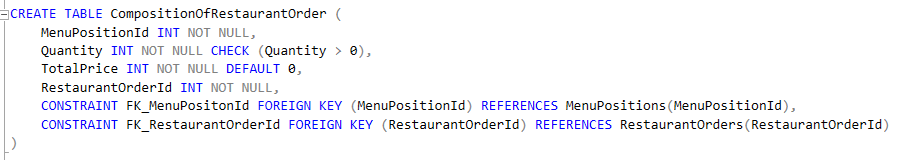 CREATE TABLE CompositionOfRestaurantOrder (
MenuPositionId INT NOT NULL,
Quantity INT NOT NULL CHECK (Quantity > 0),
TotalPrice INT NOT NULL DEFAULT 0,
RestaurantOrderId INT NOT NULL,
CONSTRAINT FK_MenuPositonId FOREIGN KEY (MenuPositionId) REFERENCES MenuPositions(MenuPositionId),
CONSTRAINT FK_RestaurantOrderId FOREIGN KEY (RestaurantOrderId) REFERENCES RestaurantOrders(RestaurantOrderId)
)